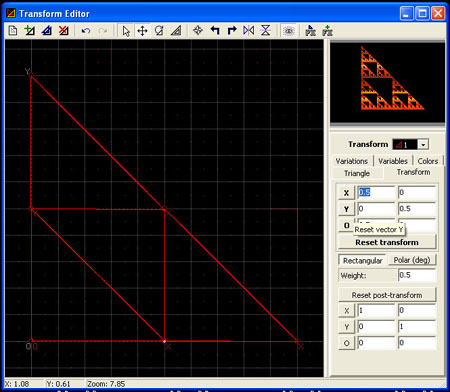 Transform Editor
Y
O
X
X
Transform 1
Variations Variables Colors
Triangle Transform
X 0.5 0
Y 0 0.5
O
Reset vector Y
Reset transform
Rectangular Polar (deg)
Weight: 0.5
Reset post-transform
X 1 0
Y 0 1
O 0 0
X: 1.08 Y: 0.61 Zoom: 7.85